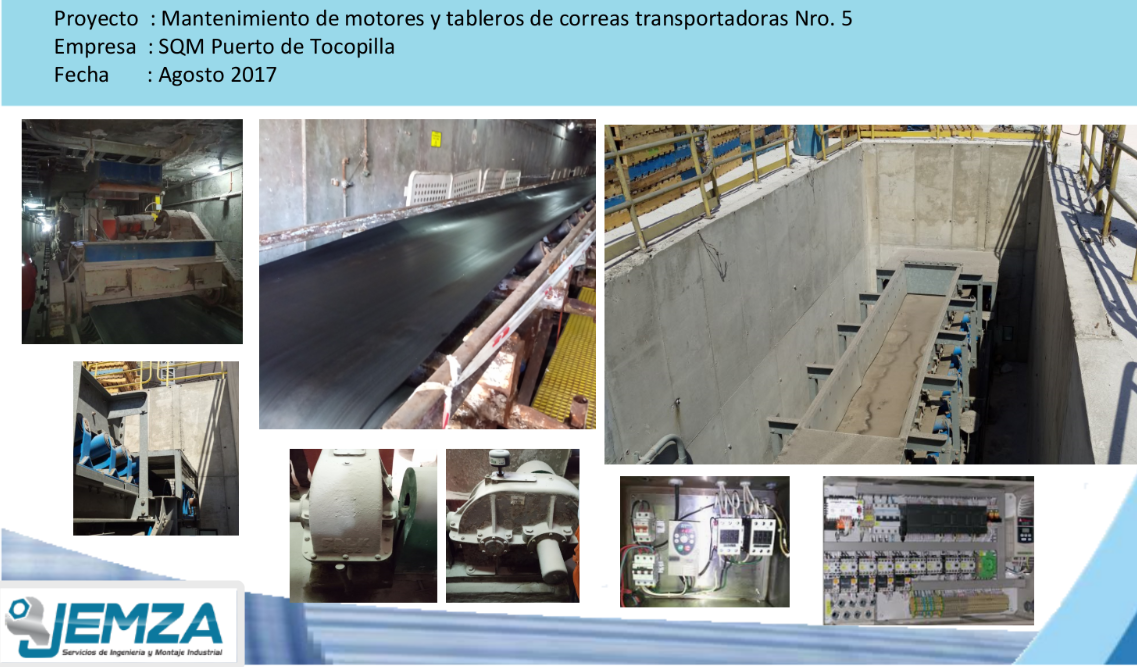 Proyecto : Mantenimiento de motores y tableros de correas transportadoras Nro. 5
Empresa : SQM Puerto de Tocopilla
Fecha : Agosto 2017
JEMZA
Servicios de Ingenieria y Montaje Industrial